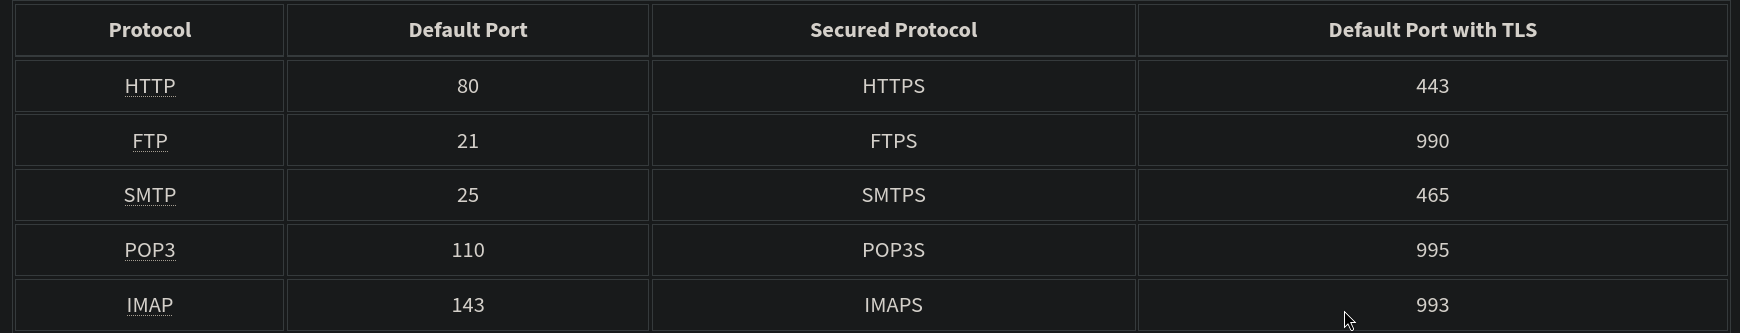 Protocol Default Port Secured Protocol Default Port with TLS
HTTP 80 HTTPS 443
FTP 21 FTPS 990
SMTP 25 SMTPS 465
POP3 110 POP3S 995
IMAP 143 IMAPS 993